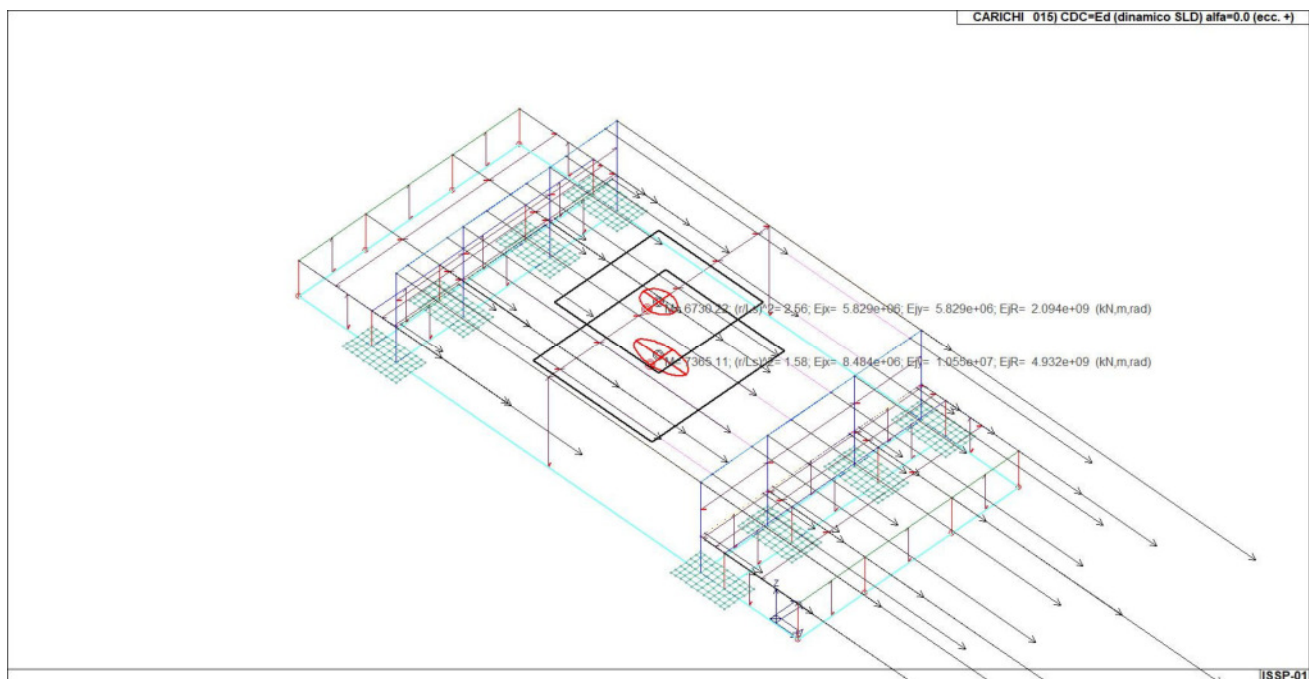 CARICHI 015) CDC=Ed (dinamico SLD) alfa=0.0 (ecc. +)
M= 6730.22; (r/Ls)^2= 2.56; Ejx= 5.829e+06; Ejy= 5.829e+06; EjR= 2.094e+09 (kN,m,rad)
M= 7365.11; (r/Ls)^2= 1.58; Ejx= 8.484e+06; Ejy= 1.055e+07; EjR= 4.932e+09 (kN,m,rad)
Z
ISSP-01